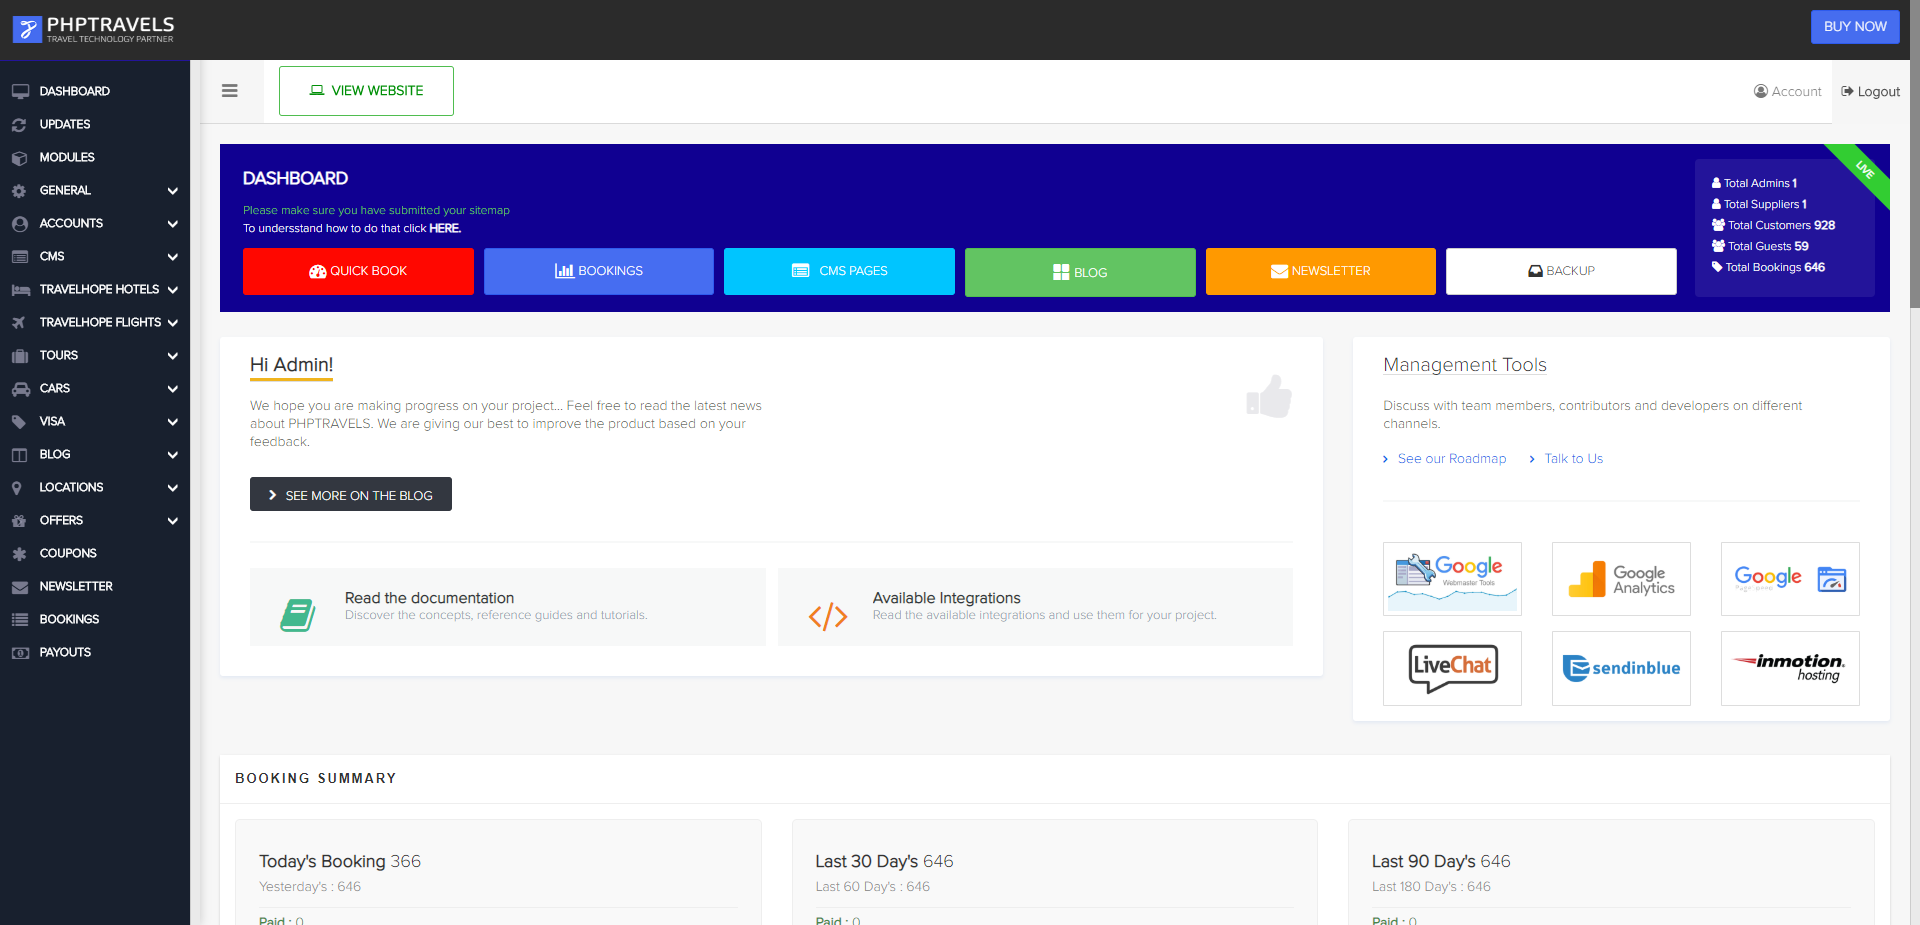 PHPTRAVELS
TRAVEL TECHNOLOGY PARTNER
BUY NOW
DASHBOARD
UPDATES
MODULES
GENERAL
ACCOUNTS
CMS
TRAVELHOPE HOTELS
TRAVELHOPE FLIGHTS
TOURS
CARS
VISA
BLOG
LOCATIONS
OFFERS
COUPONS
NEWSLETTER
BOOKINGS
PAYOUTS
VIEW WEBSITE
Account
Logout
DASHBOARD
Please make sure you have submitted your sitemap
To undersstand how to do that click HERE.
QUICK BOOK
BOOKINGS
CMS PAGES
BLOG
NEWSLETTER
BACKUP
Total Admins 1
Total Suppliers 1
Total Customers 928
Total Guests 59
Total Bookings 646
LIVE
Hi Admin!
We hope you are making progress on your project... Feel free to read the latest news
about PHPTRAVELS. We are giving our best to improve the product based on your
feedback.
SEE MORE ON THE BLOG
Read the documentation
Discover the concepts, reference guides and tutorials.
Available Integrations
Read the available integrations and use them for your project.
Management Tools
Discuss with team members, contributors and developers on different
channels.
See our Roadmap
Talk to Us
Google
Webmaster Tools
Google
Analytics
Google
LiveChat
sendinblue
inmotion
hosting
BOOKING SUMMARY
Today's Booking 366
Yesterday's : 646
Paid : 0
Last 30 Day's 646
Last 60 Day's : 646
Paid : 0
Last 90 Day's 646
Last 180 Day's : 646
Paid : 0